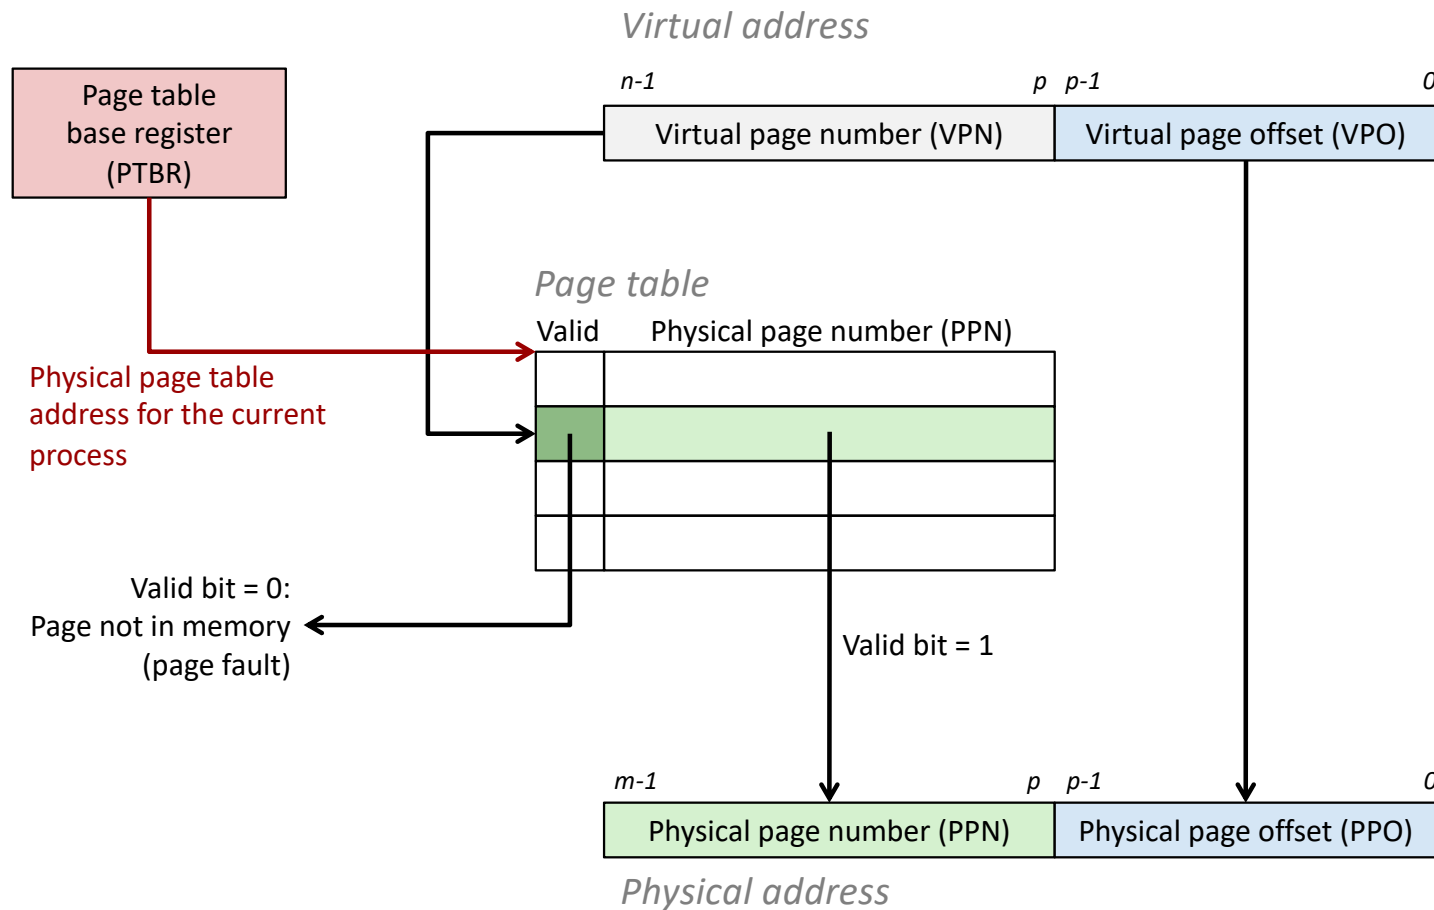 Virtual address
n-1
p
p-1
0
Page table
base register
(PTBR)
Virtual page number (VPN)
Virtual page offset (VPO)
Page table
Valid
Physical page number (PPN)
Physical page table
address for the current
process
Valid bit = 0:
Page not in memory
(page fault)
Valid bit = 1
m-1
p
p-1
0
Physical page number (PPN)
Physical page offset (PPO)
Physical address